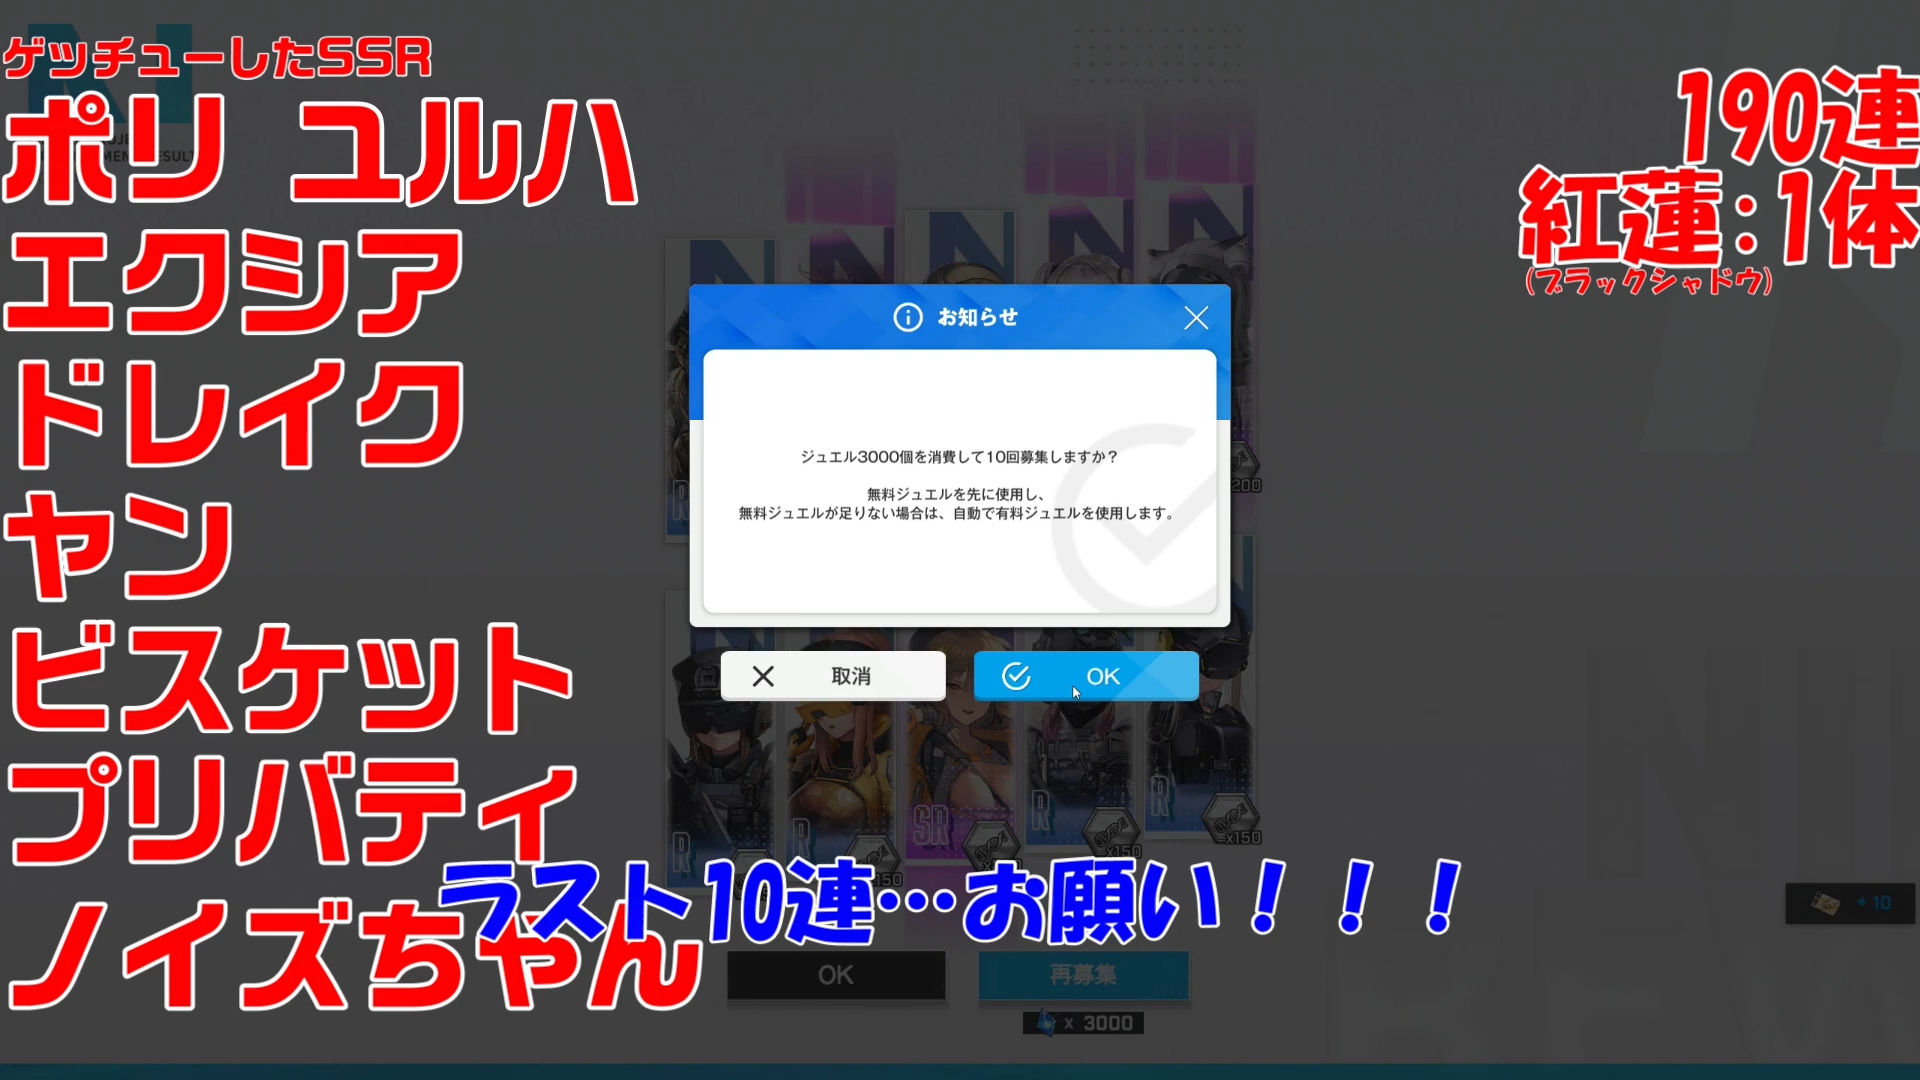 ゲッチューしたSSR
ポリ ユルハ
エクシア
ドレイク
ヤン
ビスケット
プリバティ
ノイズちゃん
190連
紅蓮:1体
(ブラックシャドウ)
お知らせ
ジュエル3000個を消費して10回募集しますか?
無料ジュエルを先に使用し、
無料ジュエルが足りない場合は、自動で有料ジュエルを使用します。
取消
OK
x200
R
R
R
SR
R
R
x150
x150
x150
ラスト10連…お願い!!!
+10
OK
再募集
x 3000